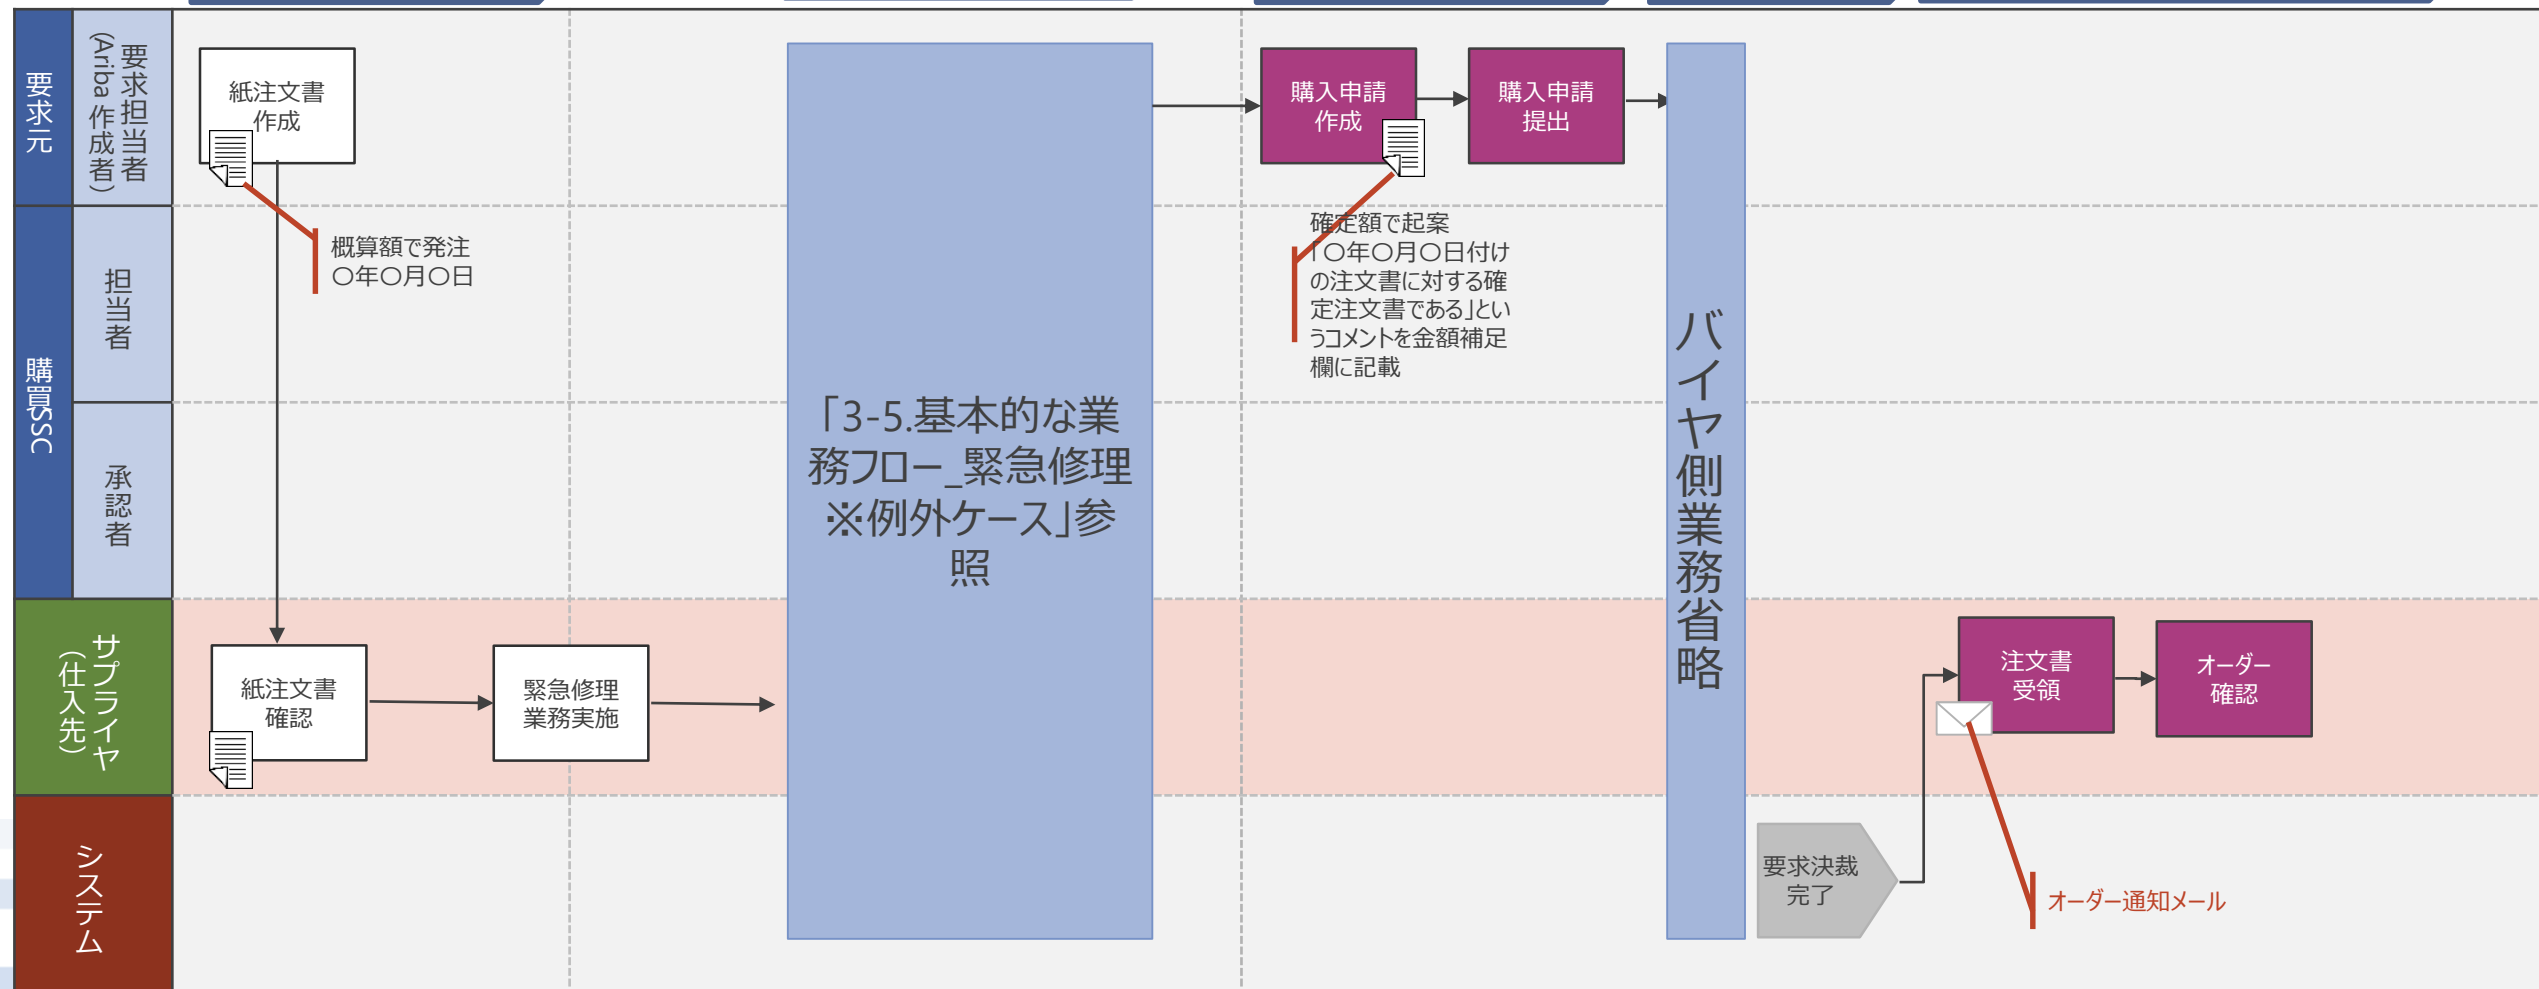 要求元
要求担当者
(Ariba 作成者)
紙注文書
作成
概算額で発注
〇年〇月〇日
購入申請
作成
購入申請
提出
確定額で起案
「〇年〇月〇日付け
の注文書に対する確
定注文書である」とい
うコメントを金額補足
欄に記載
購買SSC
担当者
承認者
「3-5.基本的な業
務フロー_緊急修理
※例外ケース」参
照
バイヤ側業務省略
サプライヤ
(仕入先)
紙注文書
確認
緊急修理
業務実施
注文書
受領
オーダー
確認
システム
要求決裁
完了
オーダー通知メール